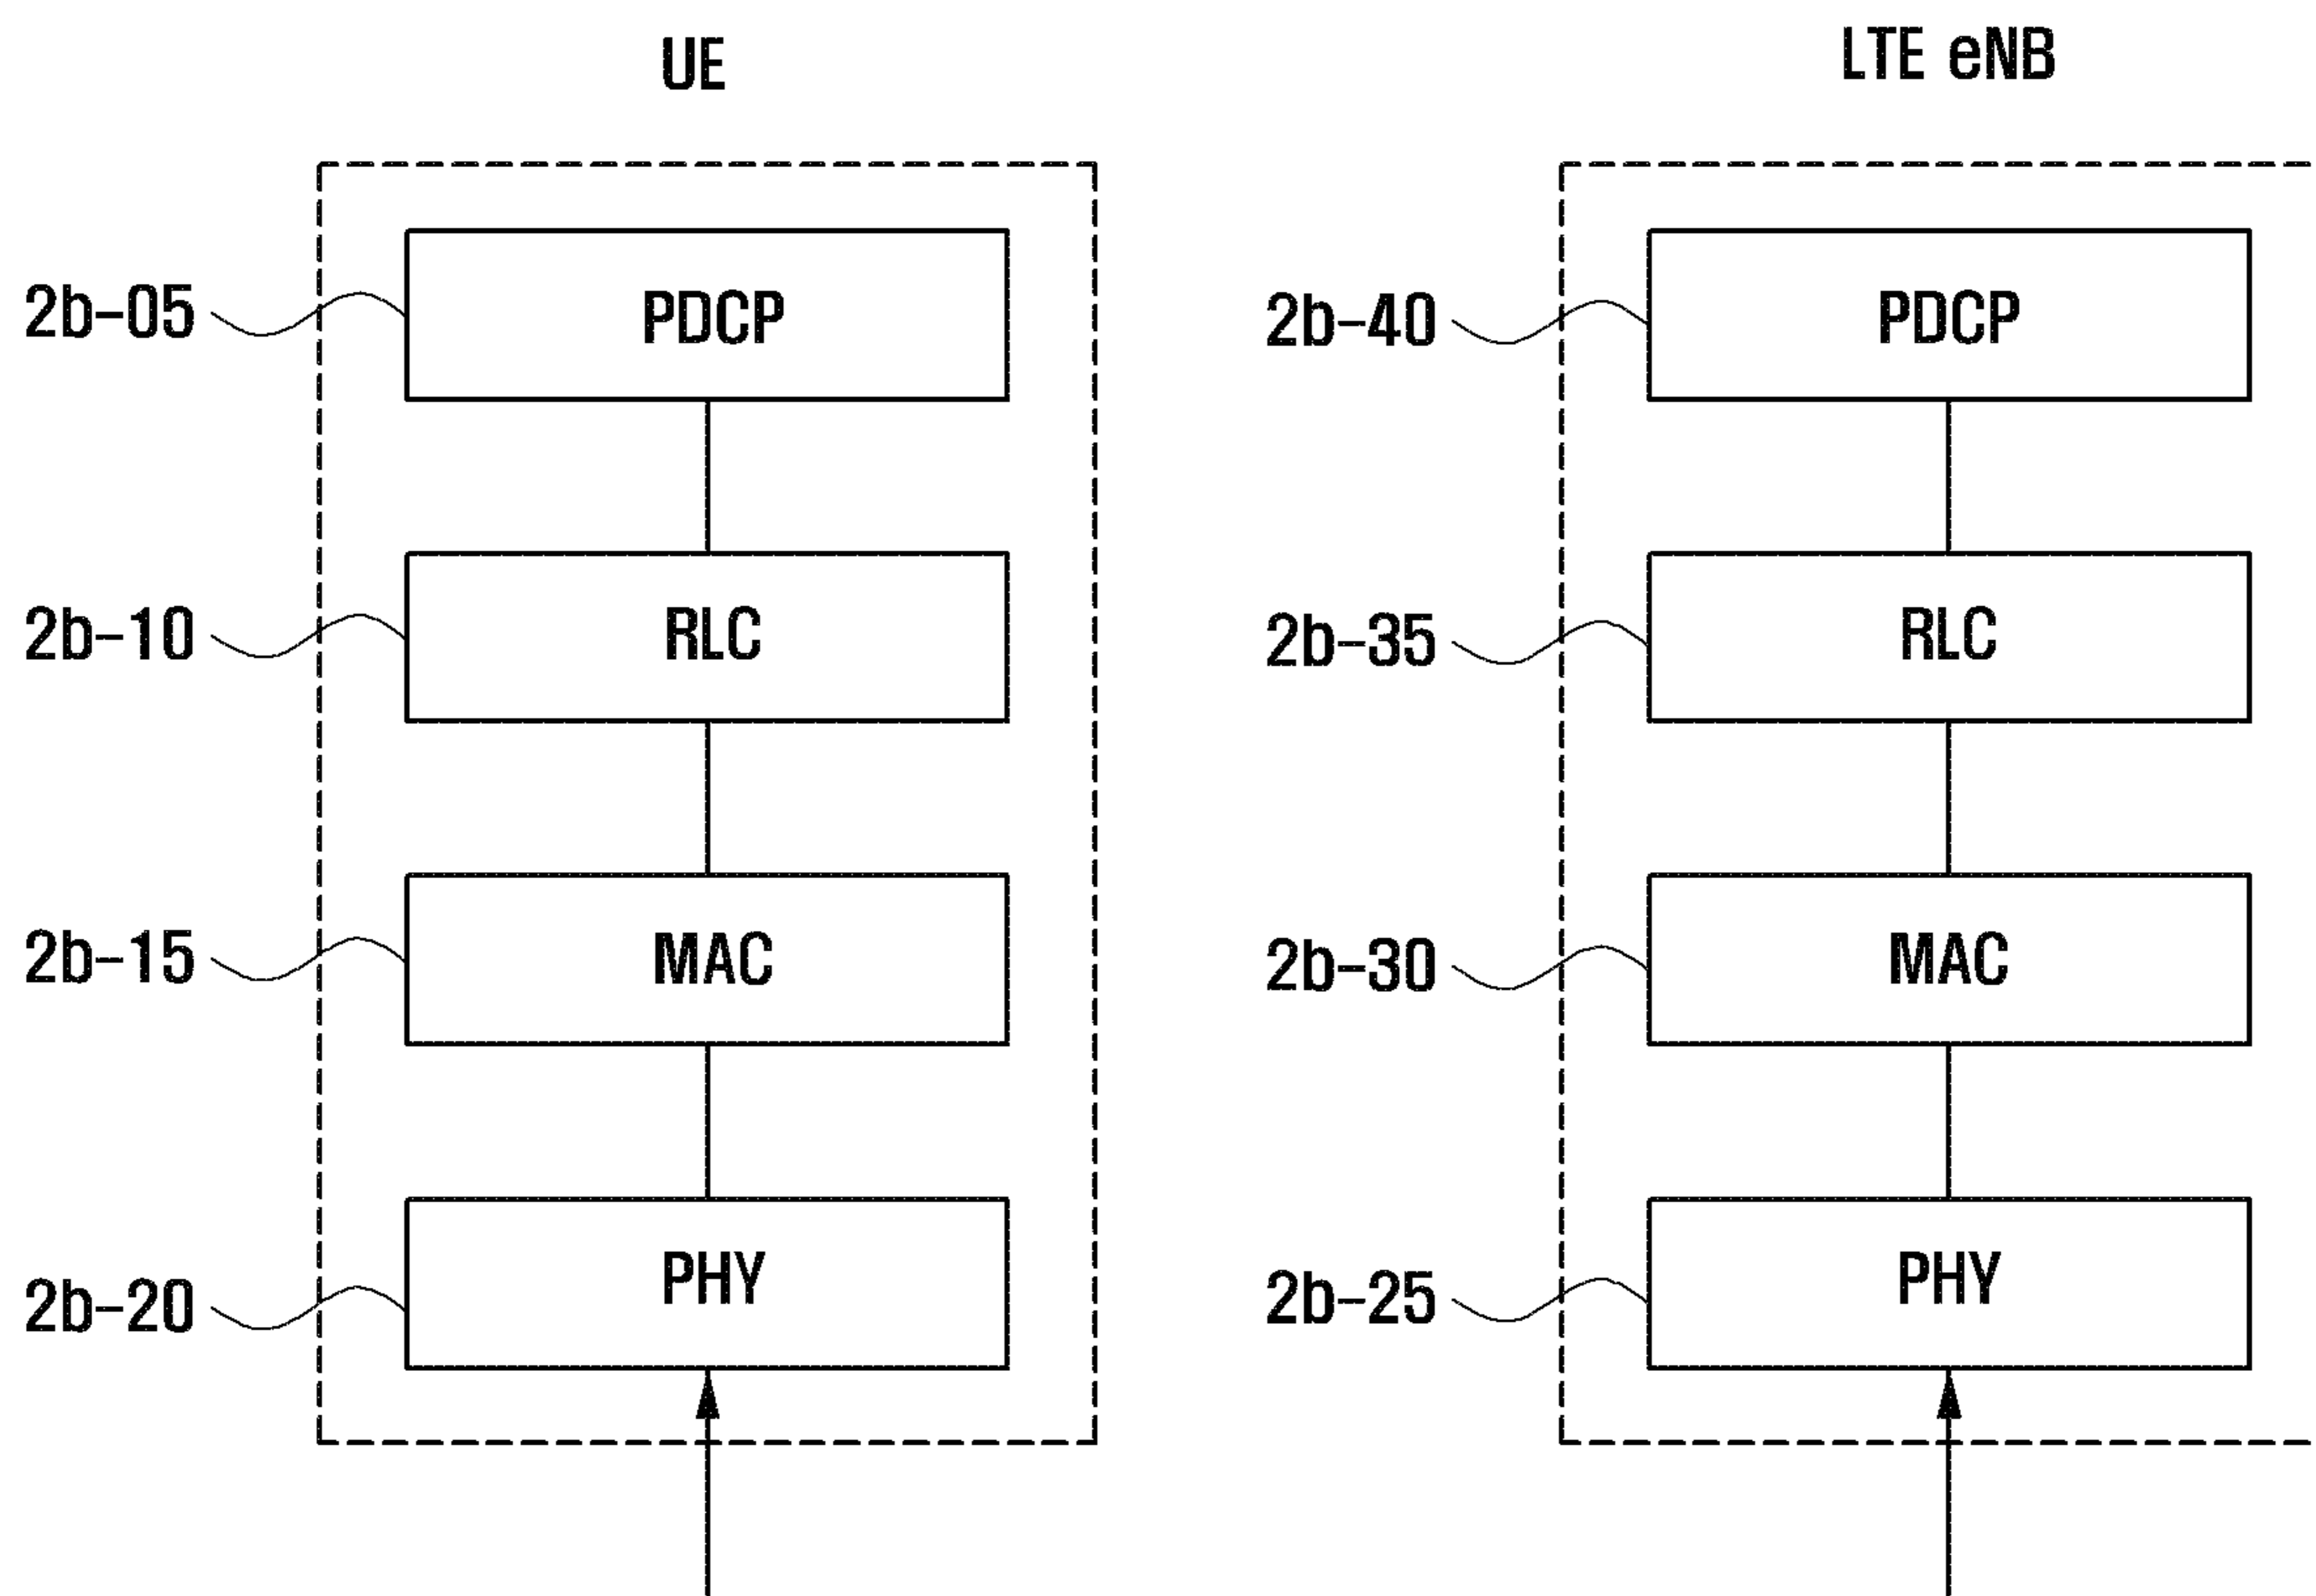 UE
LTE eNB
2b-05
PDCP
2b-40
PDCP
2b-10
RLC
2b-35
RLC
2b-15
MAC
2b-30
MAC
2b-20
PHY
2b-25
PHY